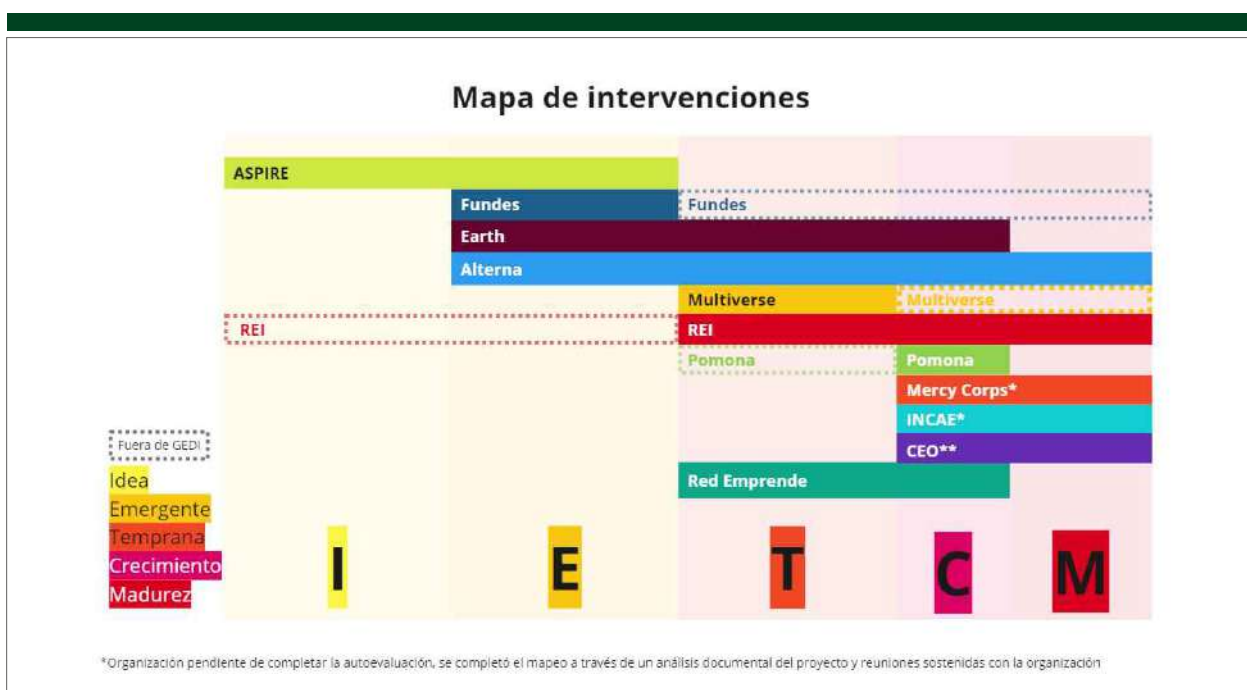 Mapa de intervenciones
ASPIRE
Fundes Fundes
Earth
Alterna
Multiverse Multiverse
REI REI
Pomona Pomona
Mercy Corps*
INCAE*
CEO**
Red Emprende
Fuera de GEDI
Idea
Emergente
Temprana
Crecimiento
Madurez
I E T C M
*Organización pendiente de completar la autoevaluación, se completó el mapeo a través de un análisis documental del proyecto y reuniones sostenidas con la organización